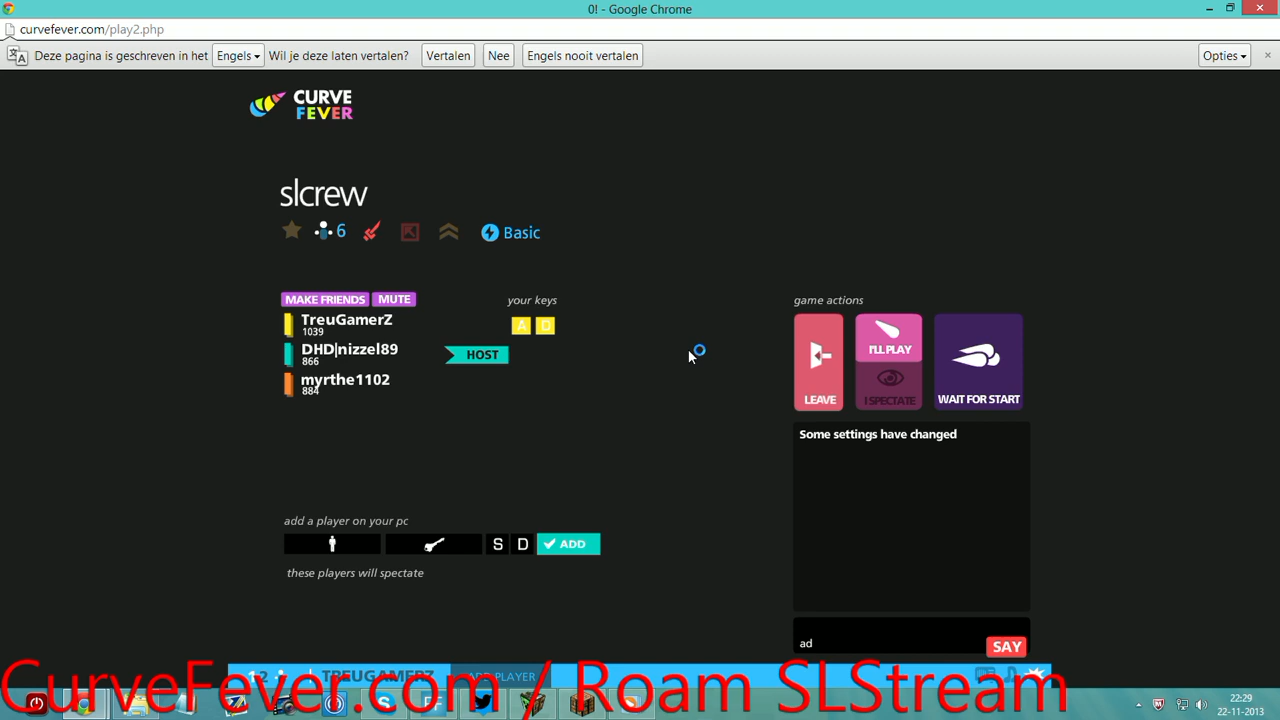 0! - Google Chrome
curvefever.com/play2.php
Deze pagina is geschreven in het Engels Wil je deze laten vertalen? Vertalen Nee Engels nooit vertalen Opties
CURVE
FEVER
slcrew
6 Basic
MAKE FRIENDS MUTE
your keys
game actions
TreuGamerZ
1039
A D
DHD|nizzel89
866
HOST
myrthe1102
884
LEAVE
I'LL PLAY
I SPECTATE
WAIT FOR START
Some settings have changed
add a player on your pc
S D ADD
these players will spectate
ad
SAY
TREUGAMERZ ADD PLAYER
CurveFever.com / Roam SLStream
22:29
22-11-2013